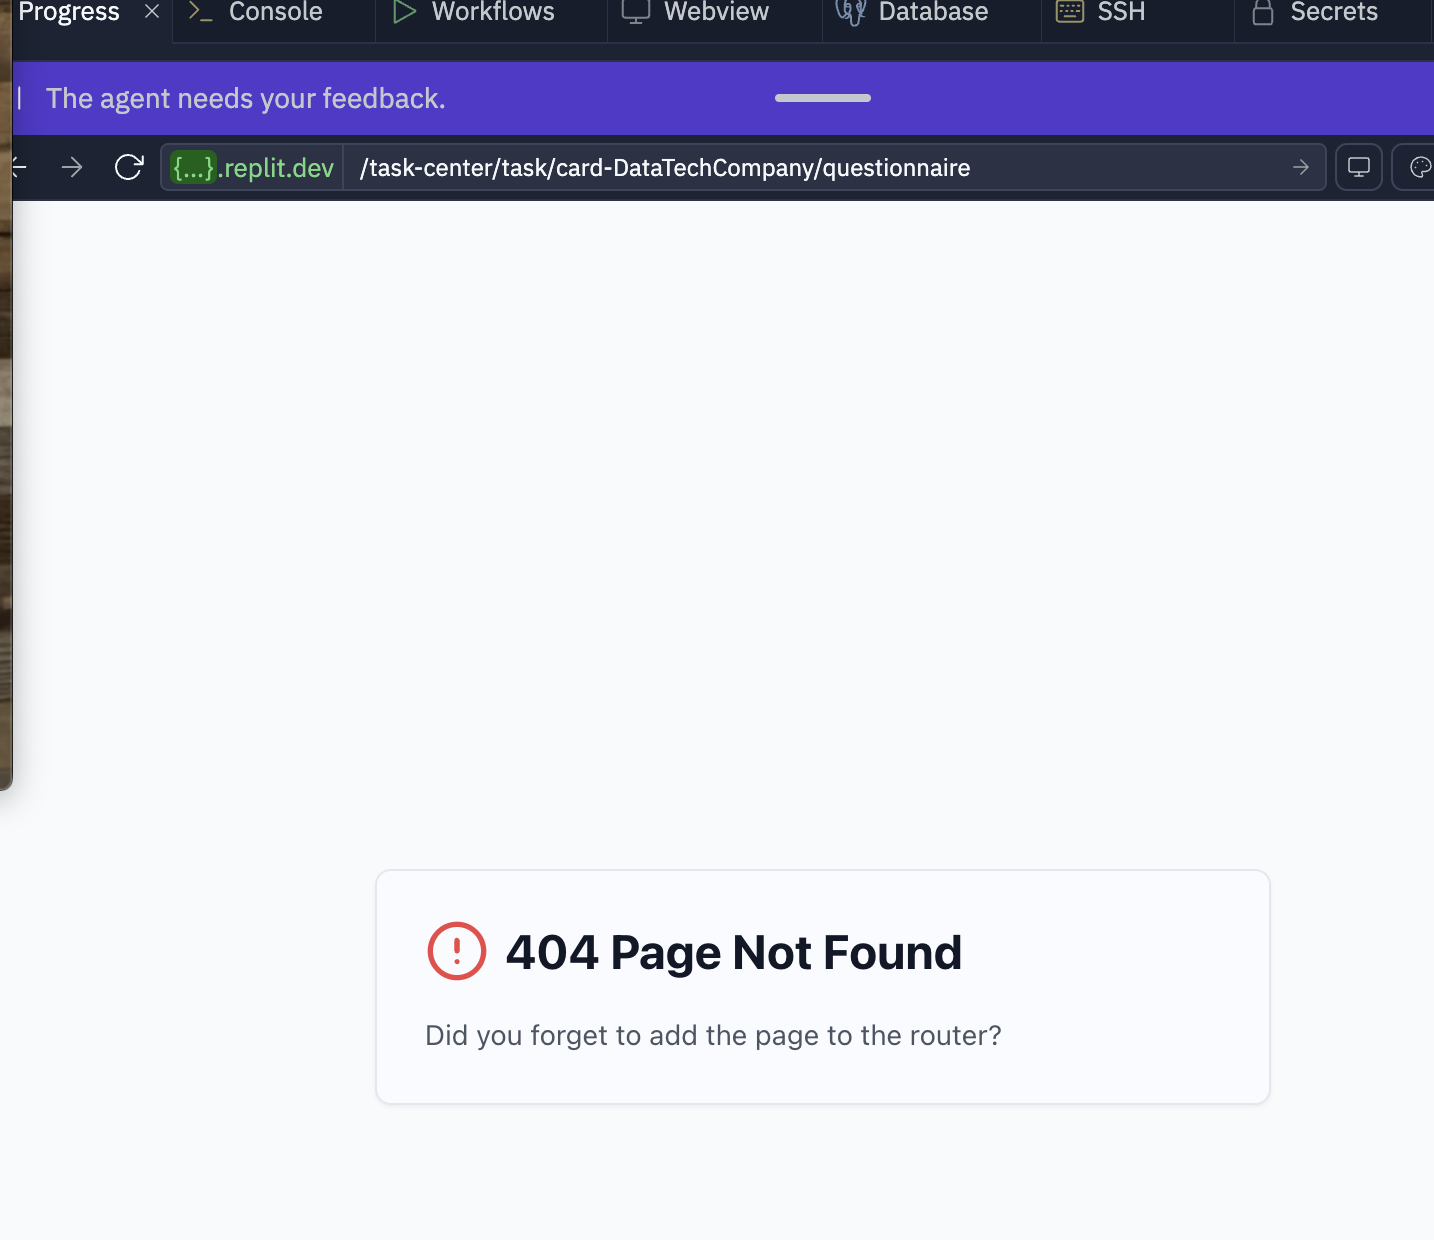 Progress
Console
Workflows
Webview
Database
SSH
Secrets
The agent needs your feedback.
{...}.replit.dev
/task-center/task/card-DataTechCompany/questionnaire
404 Page Not Found
Did you forget to add the page to the router?